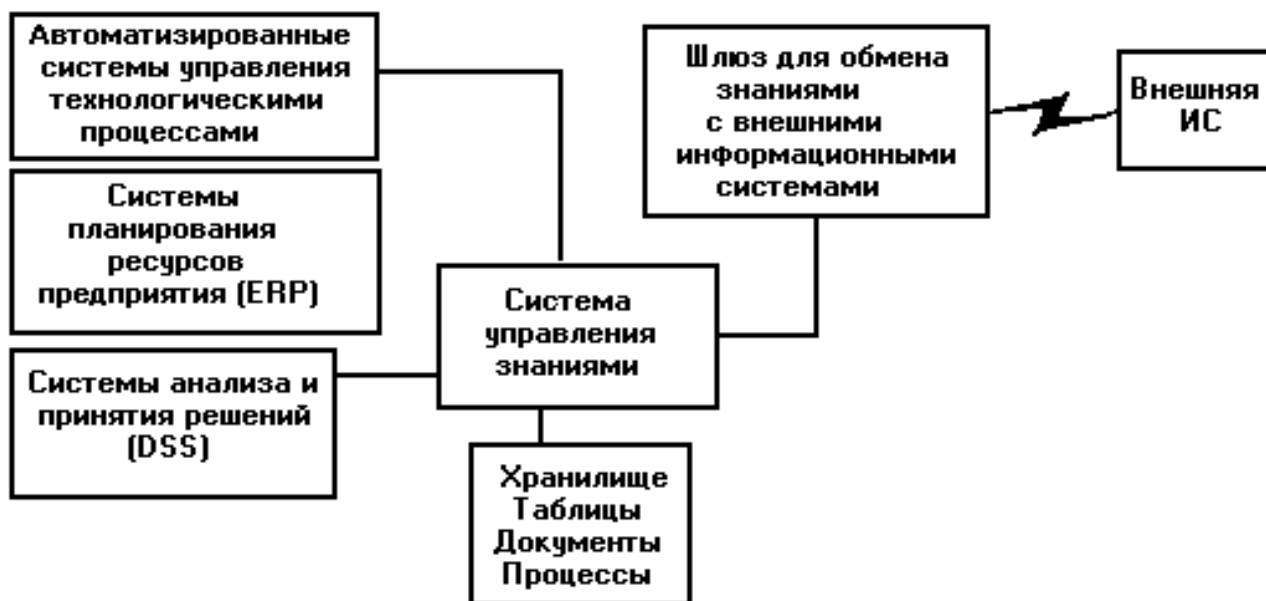 Автоматизированные
системы управления
технологическими
процессами
Системы
планирования
ресурсов
предприятия (ERP)
Системы анализа и
принятия решений
(DSS)
Система
управления
знаниями
Хранилище
Таблицы
Документы
Процессы
Шлюз для обмена
знаниями
с внешними
информационными
системами
Внешняя
ИС